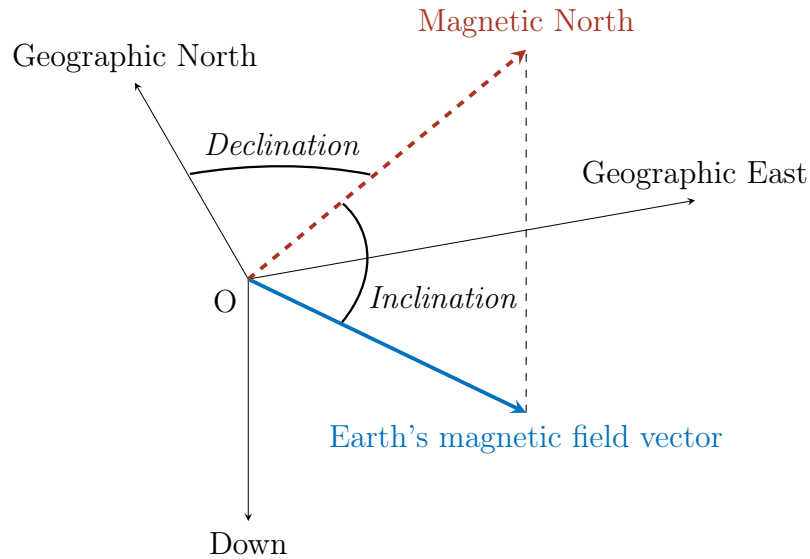 Magnetic North
Geographic North
Declination
Geographic East
O
Inclination
Earth's magnetic field vector
Down